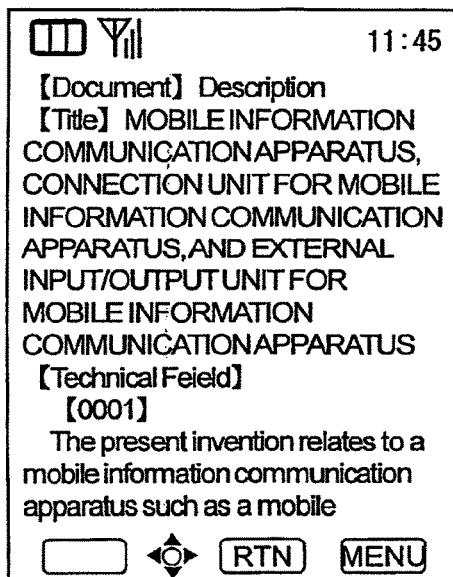 11:45
【Document】 Description
【Title】 MOBILE INFORMATION
COMMUNICATION APPARATUS,
CONNECTION UNIT FOR MOBILE
INFORMATION COMMUNICATION
APPARATUS, AND EXTERNAL
INPUT/OUTPUT UNIT FOR
MOBILE INFORMATION
COMMUNICATION APPARATUS
【Technical Feield】
【0001】
The present invention relates to a
mobile information communication
apparatus such as a mobile
RTN MENU